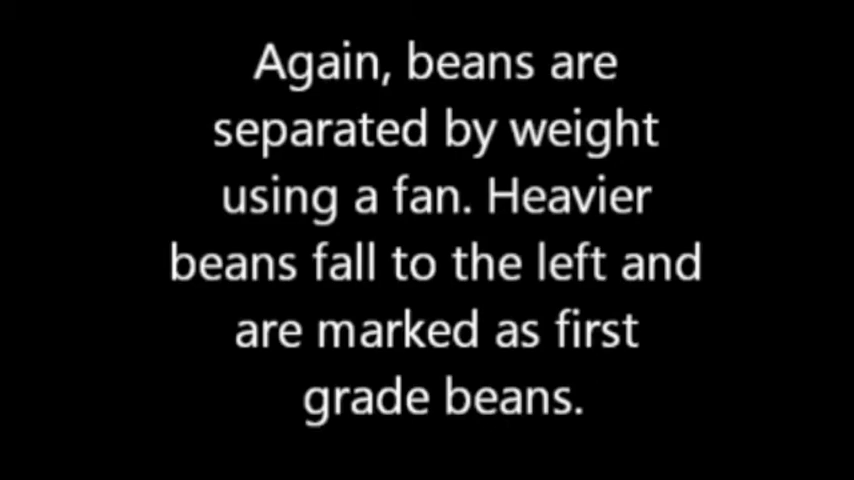 Again, beans are
separated by weight
using a fan. Heavier
beans fall to the left and
are marked as first
grade beans.